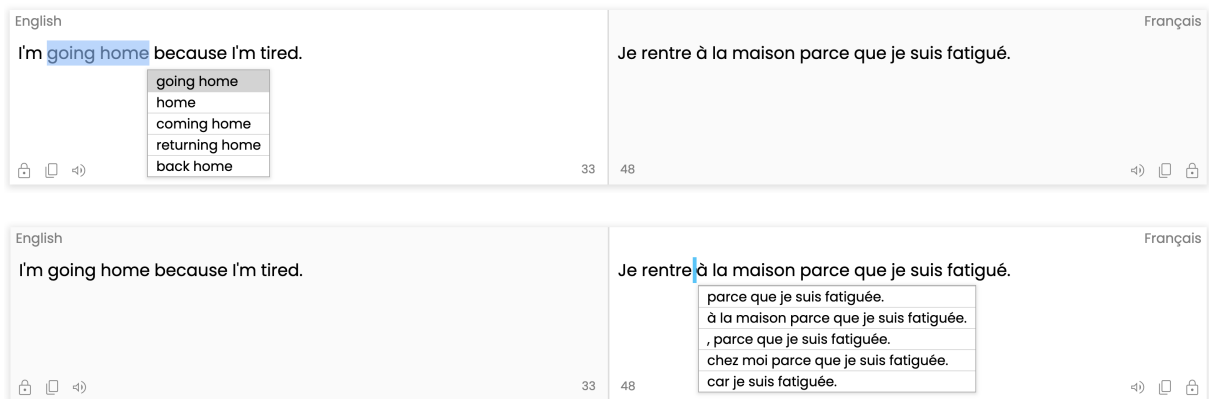 English
Français
I'm going home because I'm tired.
Je rentre à la maison parce que je suis fatigué.
going home
home
coming home
returning home
back home
33
48
English
Français
I'm going home because I'm tired.
Je rentre à la maison parce que je suis fatigué.
parce que je suis fatiguée.
à la maison parce que je suis fatiguée.
, parce que je suis fatiguée.
chez moi parce que je suis fatiguée.
car je suis fatiguée.
33
48